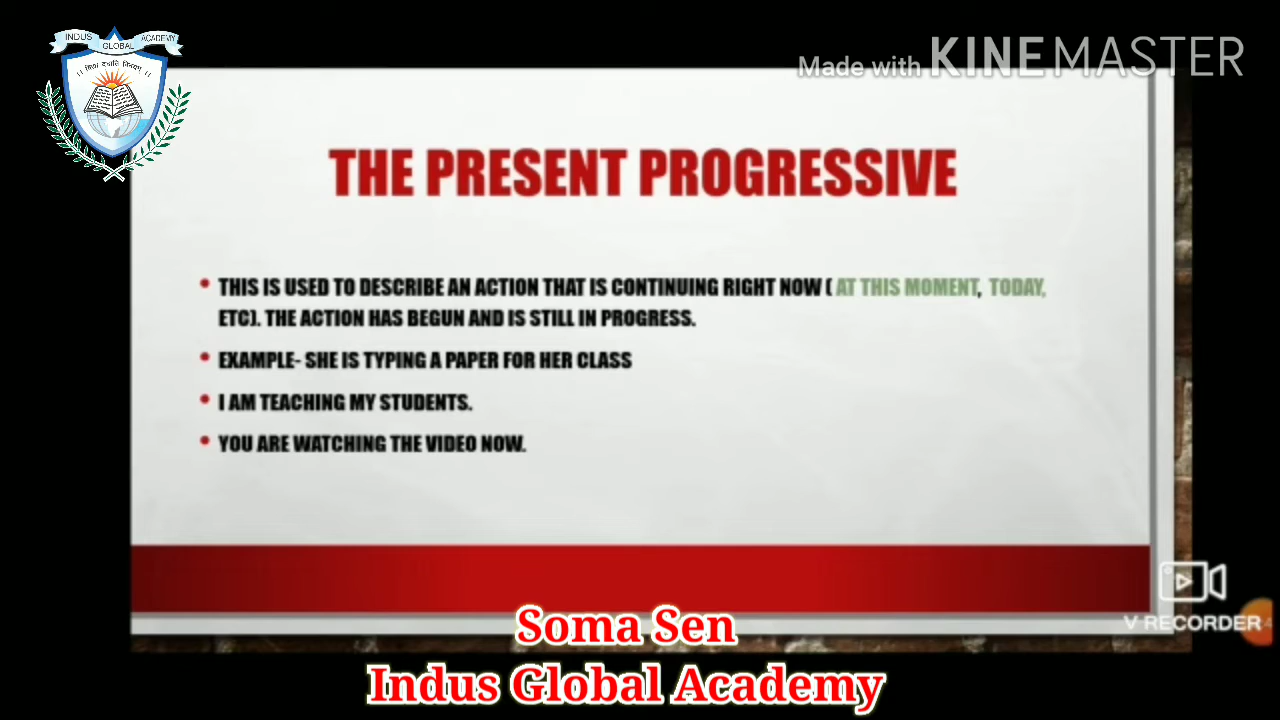 INDUS GLOBAL ACADEMY
Made with KINEMASTER
THE PRESENT PROGRESSIVE
• THIS IS USED TO DESCRIBE AN ACTION THAT IS CONTINUING RIGHT NOW ( AT THIS MOMENT, TODAY,
ETC). THE ACTION HAS BEGUN AND IS STILL IN PROGRESS.
• EXAMPLE- SHE IS TYPING A PAPER FOR HER CLASS
• I AM TEACHING MY STUDENTS.
• YOU ARE WATCHING THE VIDEO NOW.
V RECORDER
Soma Sen
Indus Global Academy